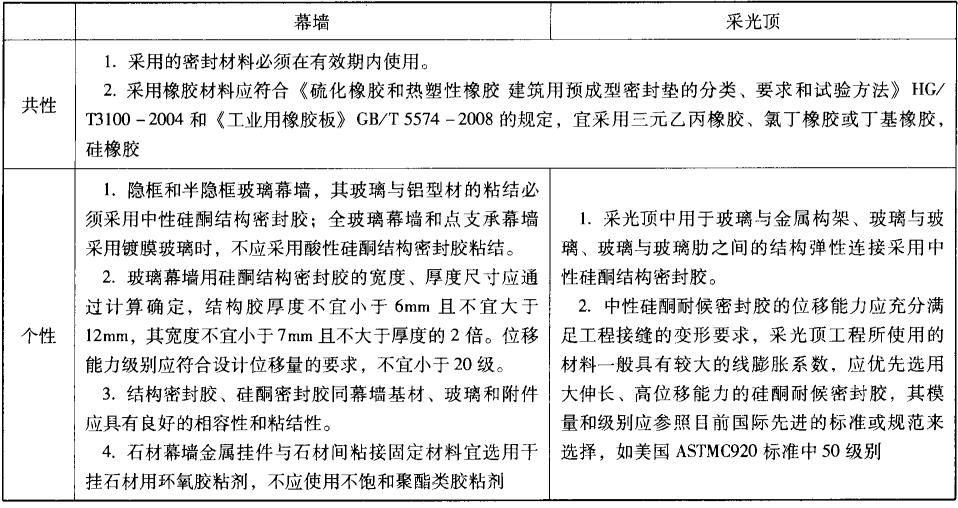 幕墙
采光顶
共性
1. 采用的密封材料必须在有效期内使用。
2. 采用橡胶材料应符合《硫化橡胶和热塑性橡胶 建筑用预成型密封垫的分类、要求和试验方法》HG/
T3100－2004 和《工业用橡胶板》GB/T 5574－2008 的规定，宜采用三元乙丙橡胶、氯丁橡胶或丁基橡胶，
硅橡胶
个性
1. 隐框和半隐框玻璃幕墙，其玻璃与铝型材的粘结必
须采用中性硅酮结构密封胶；全玻璃幕墙和点支承幕墙
采用镀膜玻璃时，不应采用酸性硅酮结构密封胶粘结。
2. 玻璃幕墙用硅酮结构密封胶的宽度、厚度尺寸应通
过计算确定，结构胶厚度不宜小于 6mm 且不宜大于
12mm，其宽度不宜小于 7mm 且不大于厚度的 2 倍。位移
能力级别应符合设计位移量的要求，不宜小于 20 级。
3. 结构密封胶、硅酮密封胶同幕墙基材、玻璃和附件
应具有良好的相容性和粘结性。
4. 石材幕墙金属挂件与石材间粘接固定材料宜选用干
挂石材用环氧胶粘剂，不应使用不饱和聚酯类胶粘剂
1. 采光顶中用于玻璃与金属构架、玻璃与玻
璃、玻璃与玻璃肋之间的结构弹性连接采用中
性硅酮结构密封胶。
2. 中性硅酮耐候密封胶的位移能力应充分满
足工程接缝的变形要求，采光顶工程所使用的
材料一般具有较大的线膨胀系数，应优先选用
大伸长、高位移能力的硅酮耐候密封胶，其模
量和级别应参照目前国际先进的标准或规范来
选择，如美国 ASTMC920 标准中 50 级别